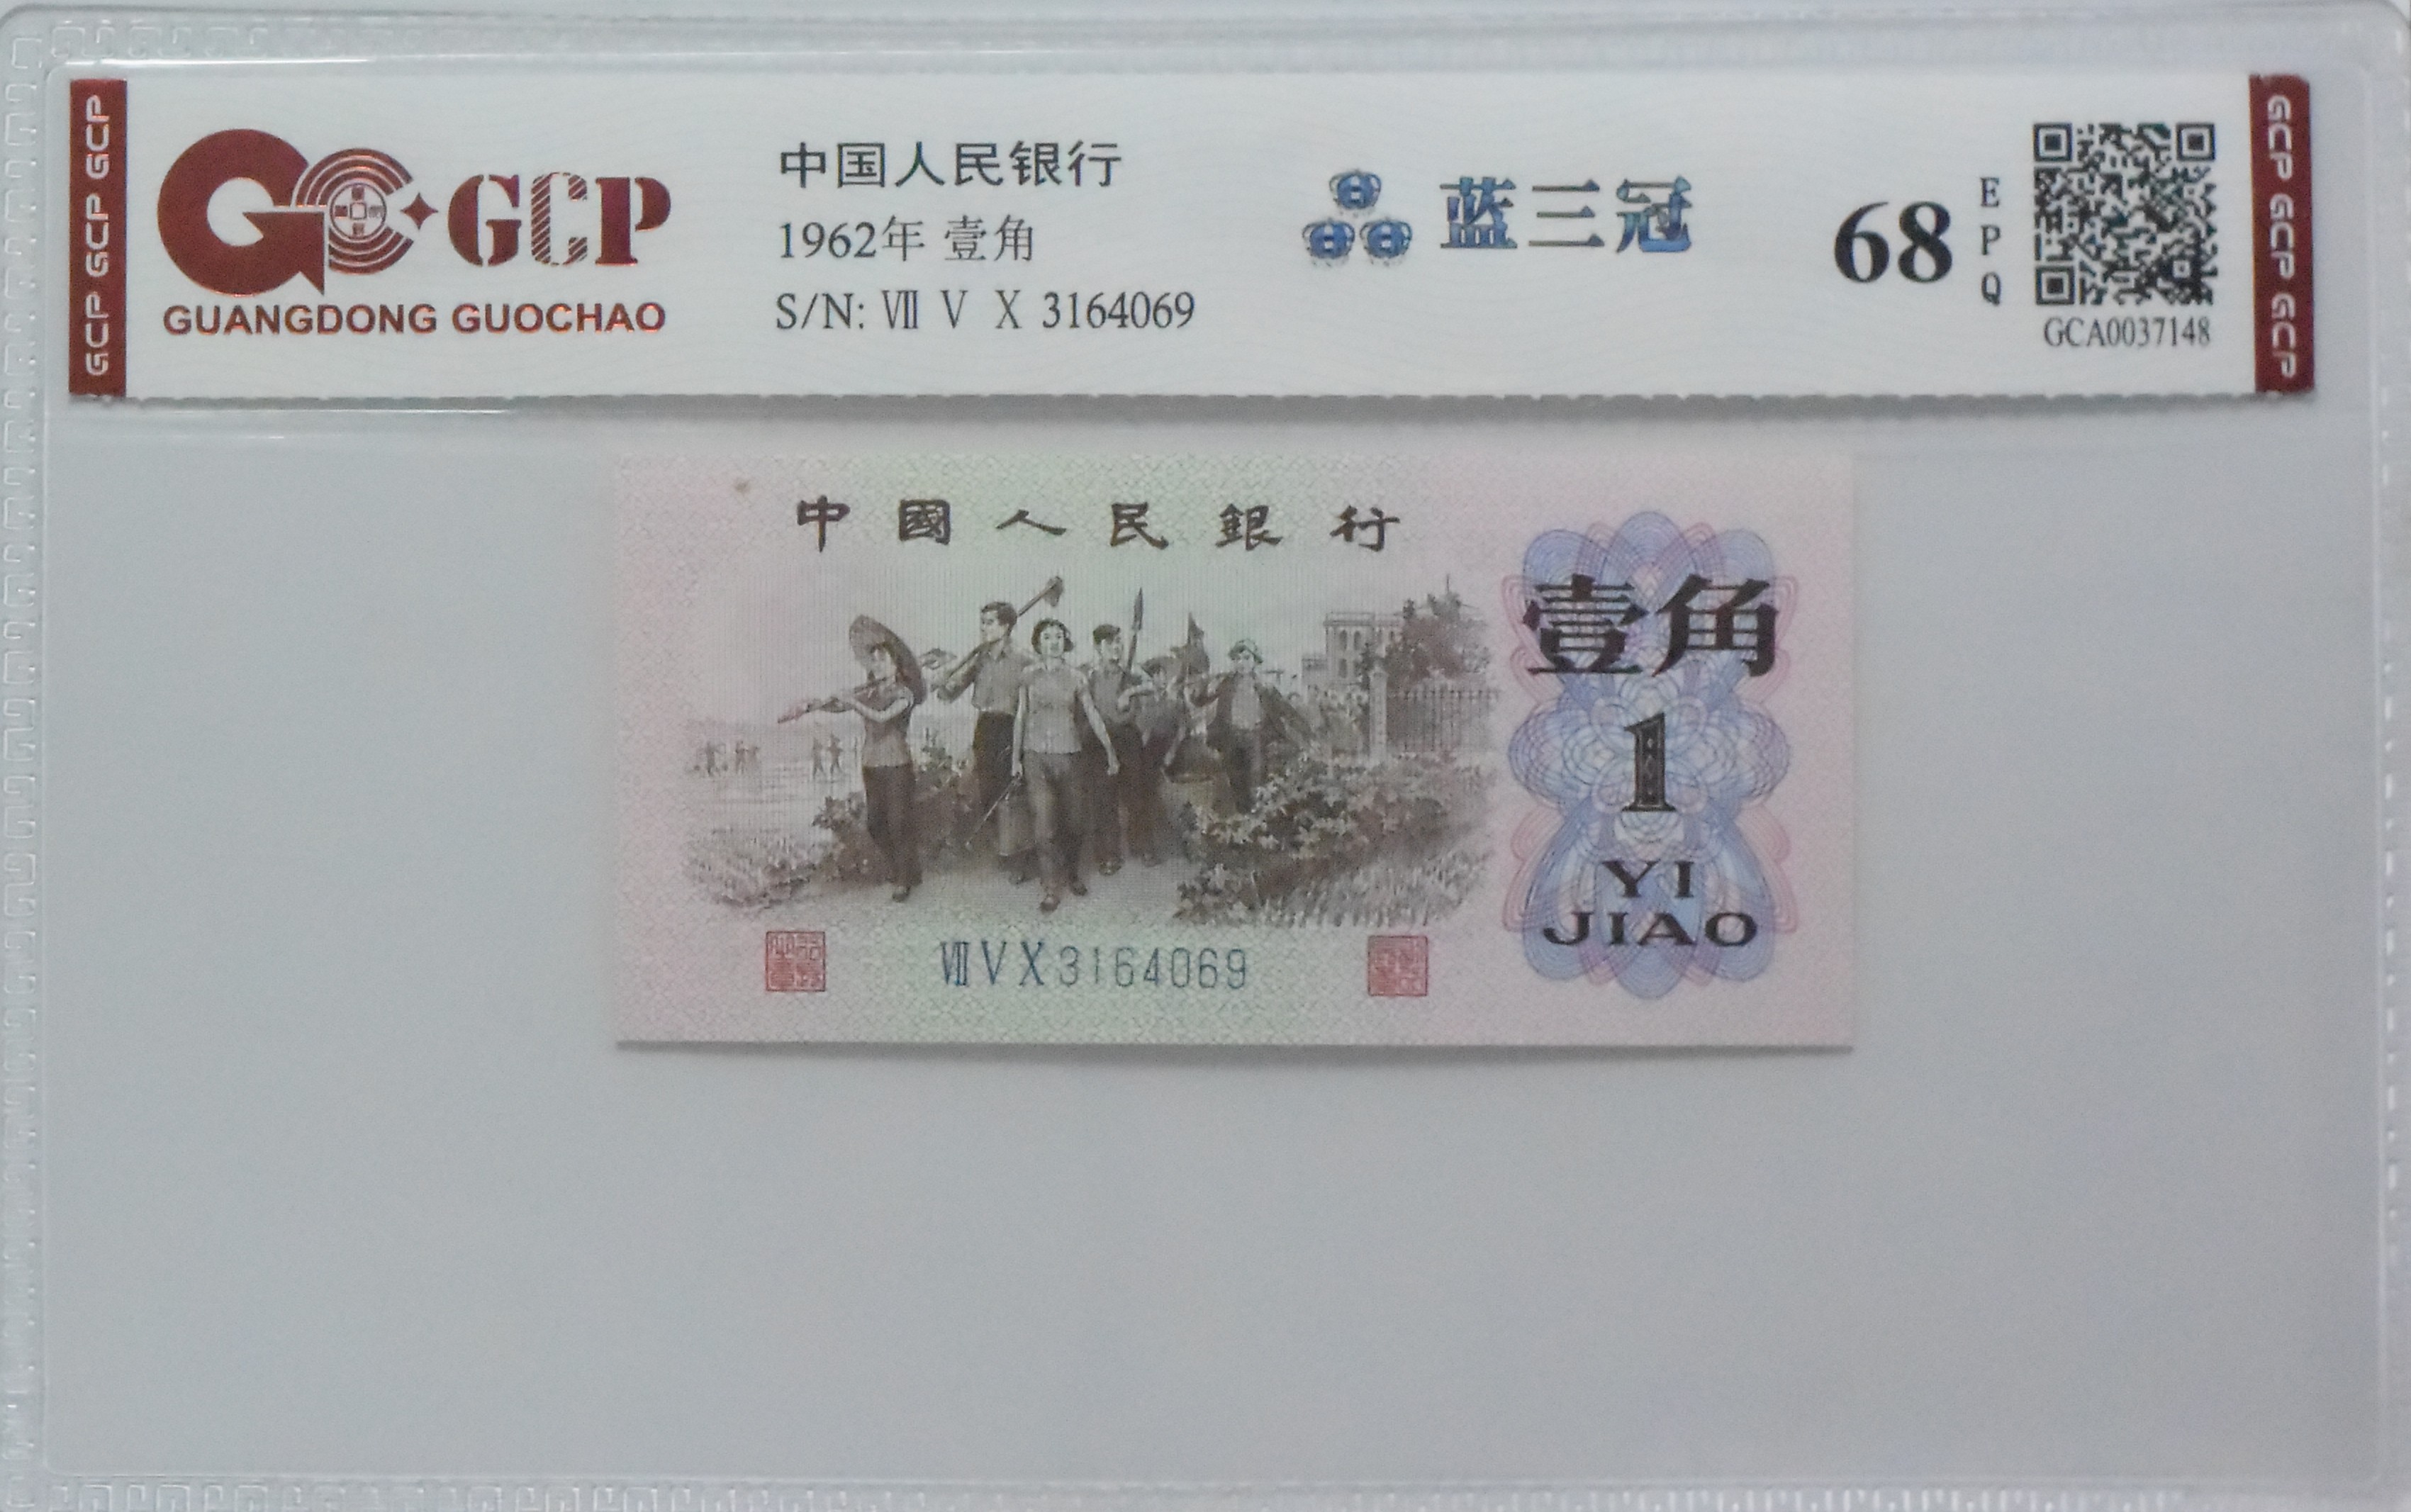 GCP GCP GCP
GCP
GUANGDONG GUOCHAO
中国人民银行
1962年 壹角
S/N: Ⅶ Ⅴ Ⅹ 3164069
蓝三冠
68
EPQ
GCA0037148
GCP GCP GCP
中國人民銀行
壹角
1
YI
JIAO
ⅦⅤⅩ3164069